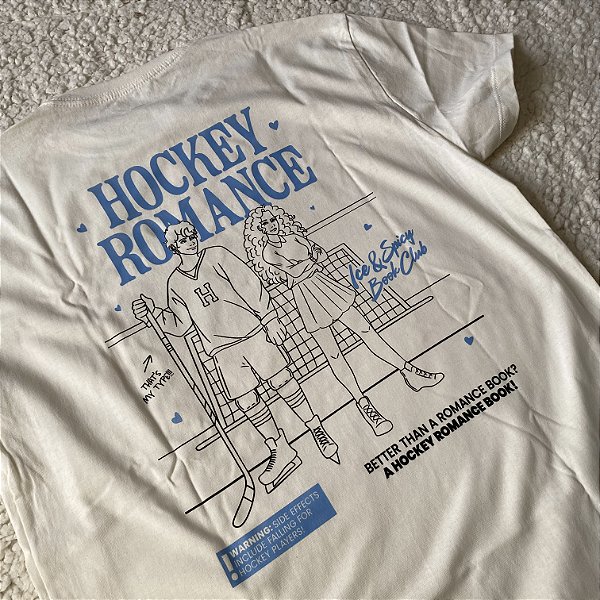 HOCKEY
ROMANCE
Ice & Spicy
Book Club
H
THAT'S
MY TYPE!!!
BETTER THAN A ROMANCE BOOK?
A HOCKEY ROMANCE BOOK!
! WARNING: SIDE EFFECTS
INCLUDE FALLING FOR
HOCKEY PLAYERS!